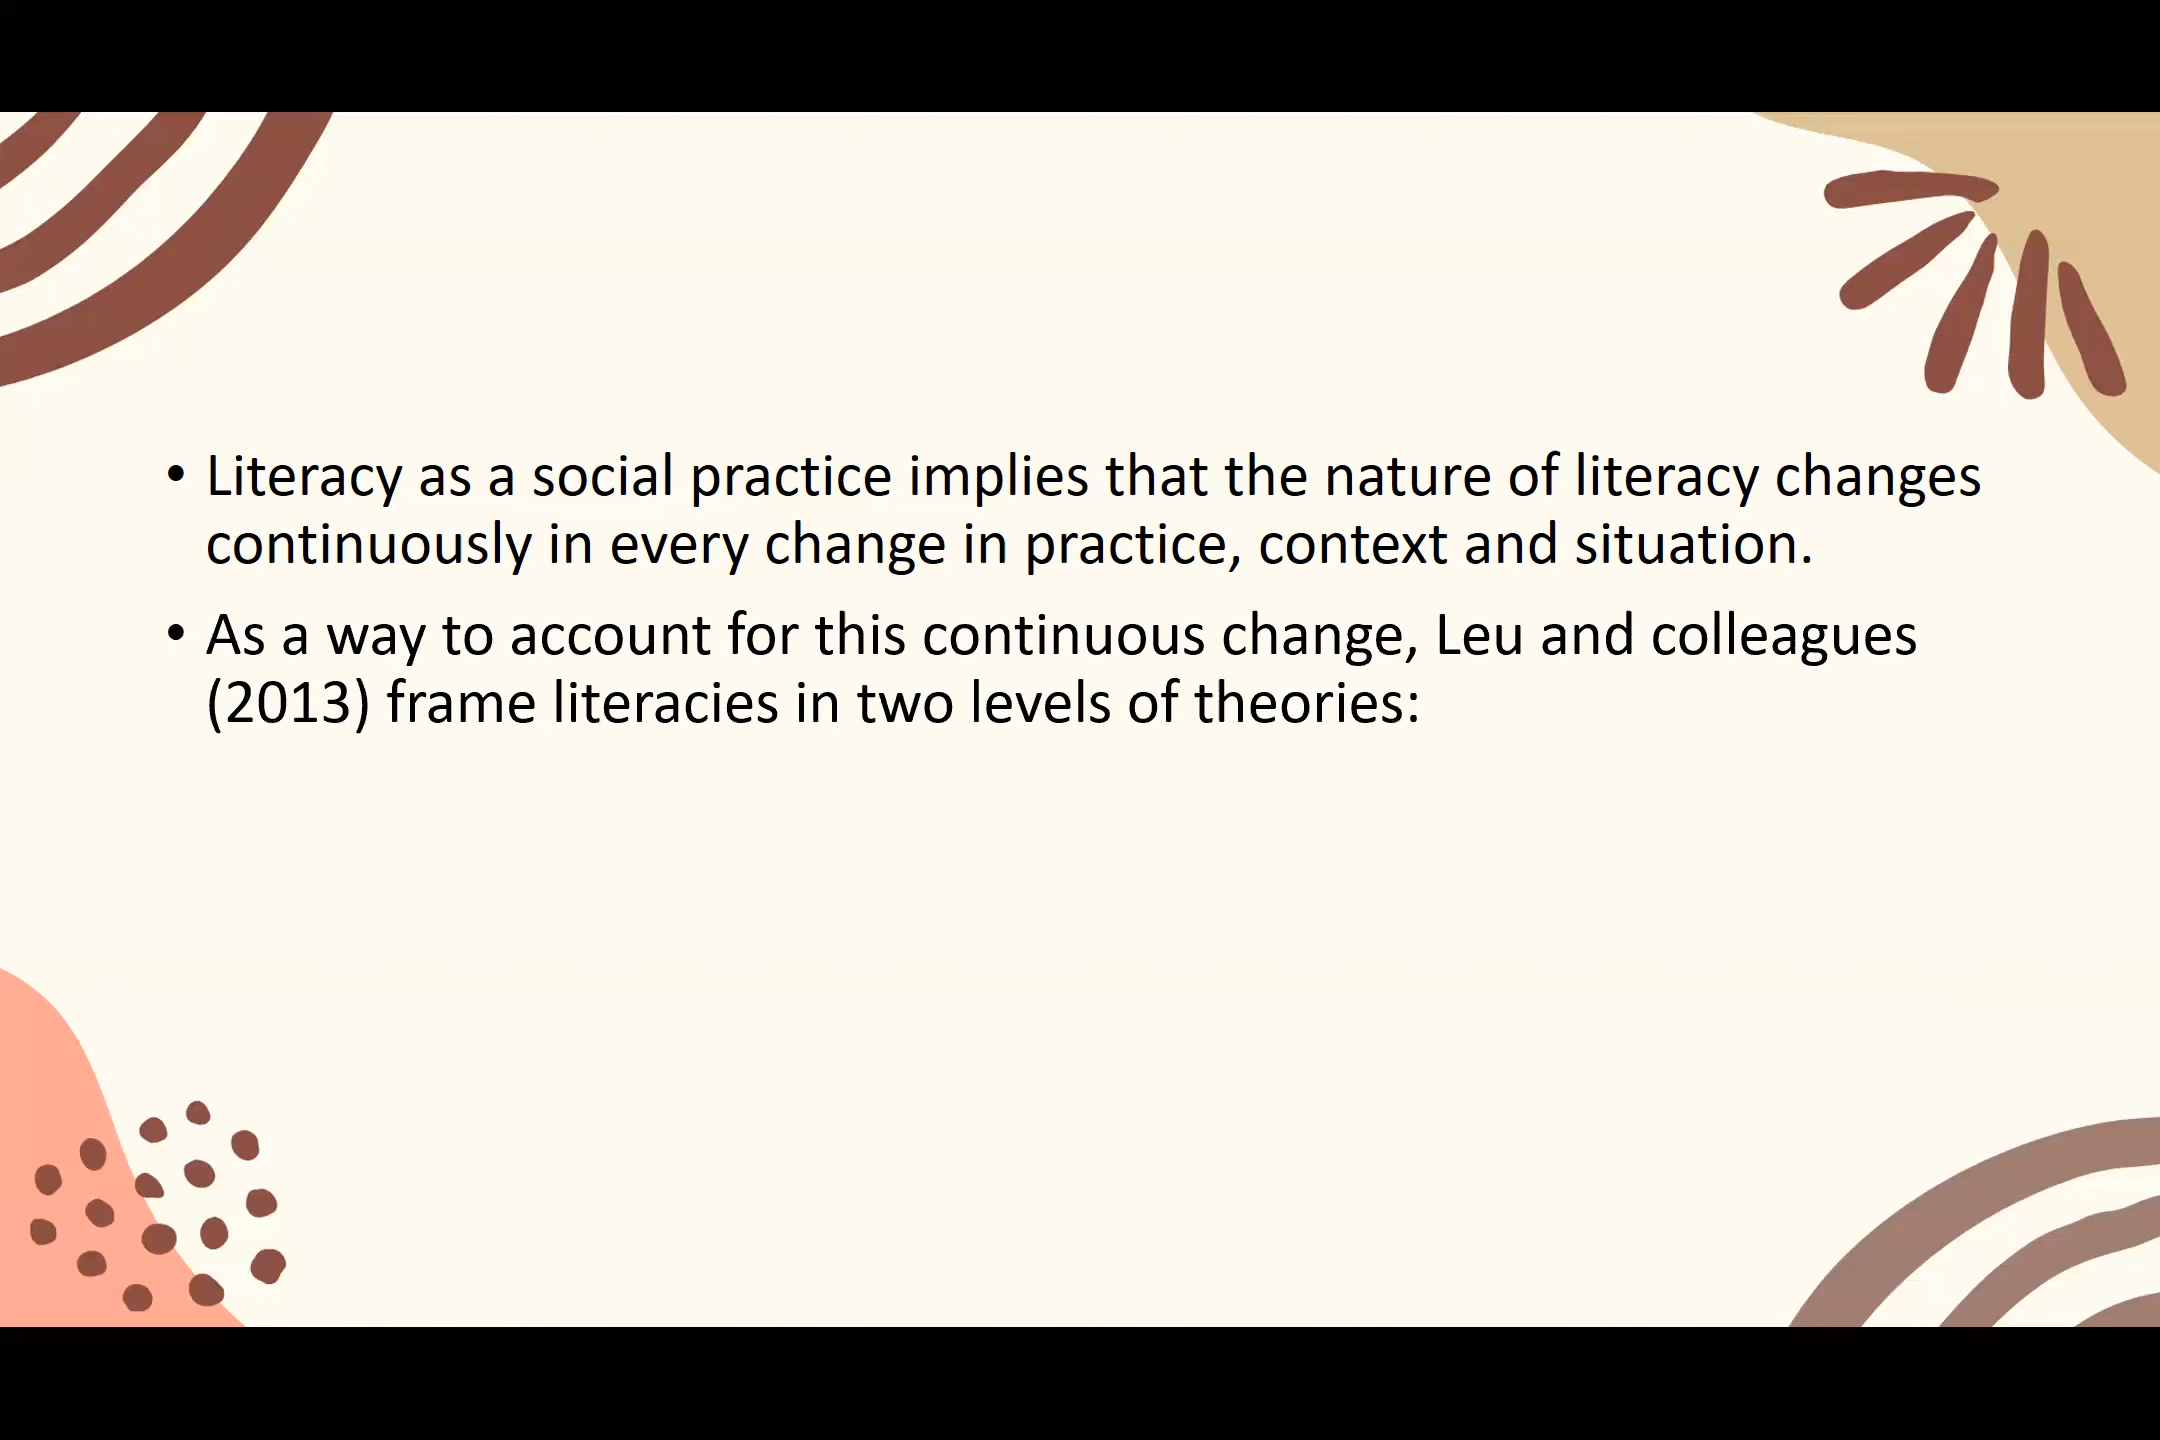 • Literacy as a social practice implies that the nature of literacy changes
continuously in every change in practice, context and situation.
• As a way to account for this continuous change, Leu and colleagues
(2013) frame literacies in two levels of theories: